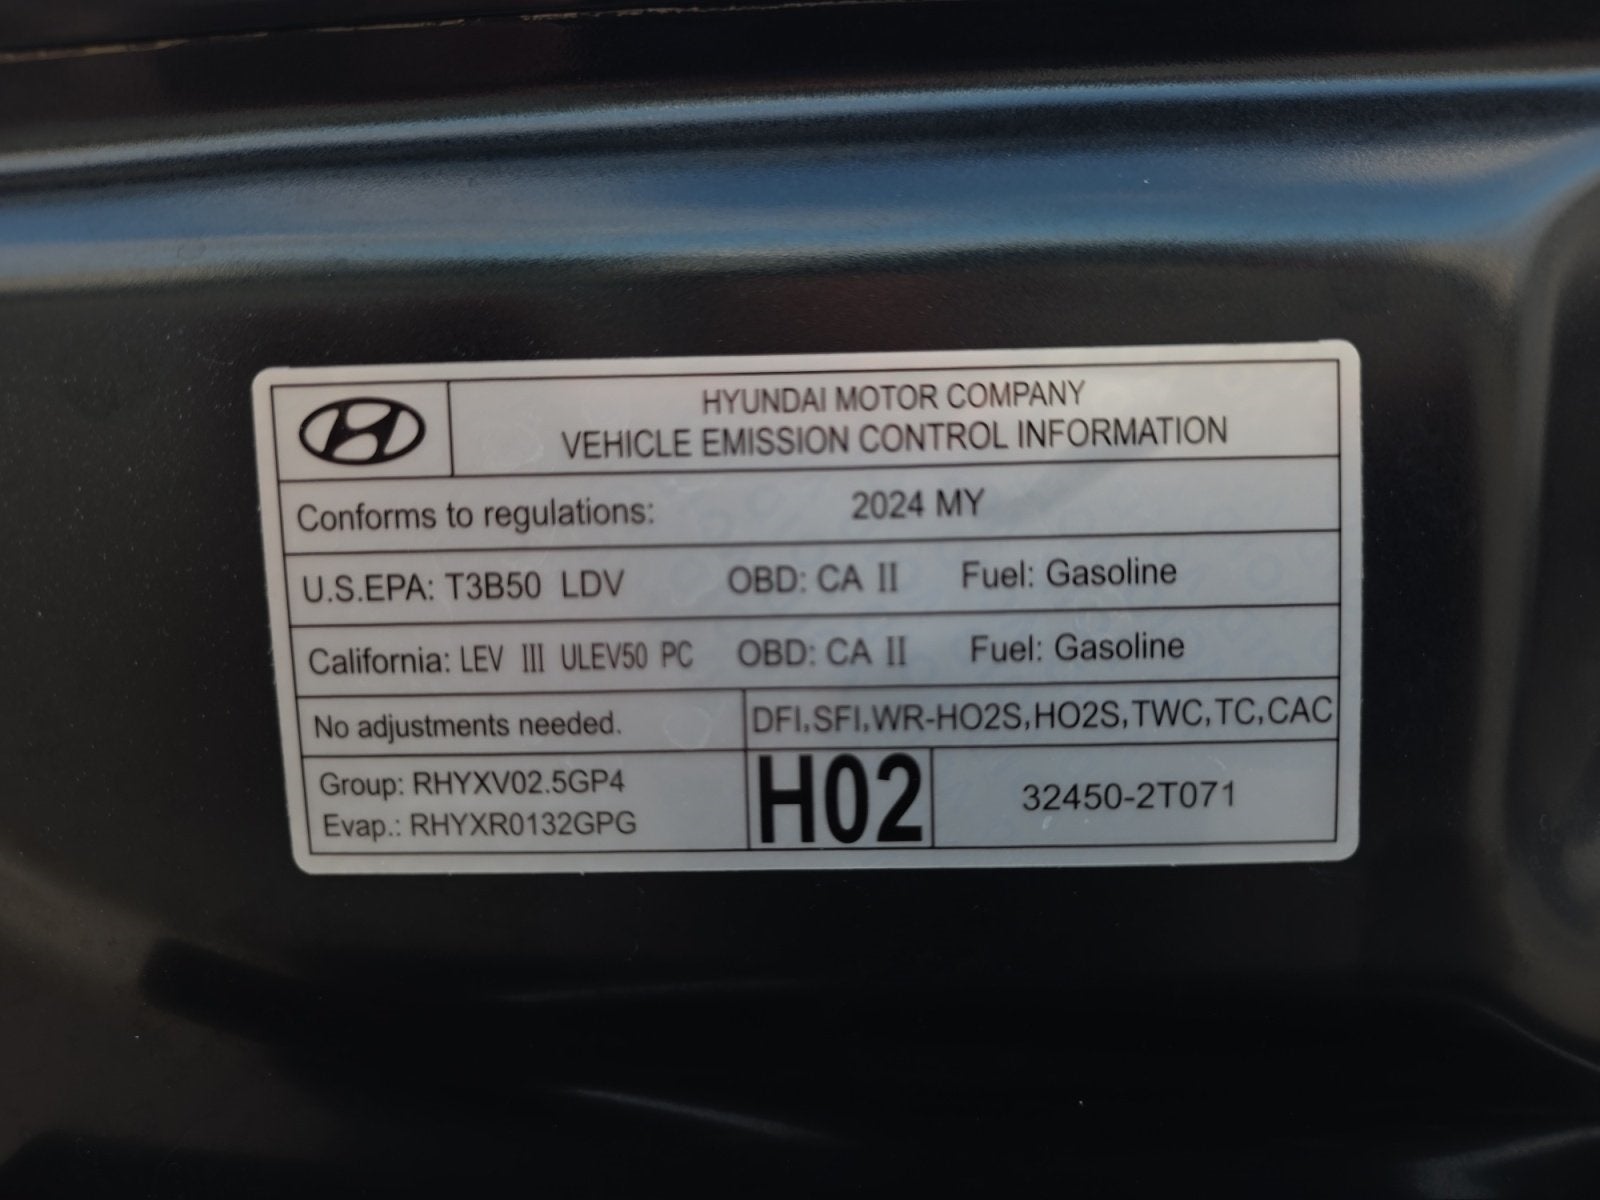 HYUNDAI MOTOR COMPANY
VEHICLE EMISSION CONTROL INFORMATION
Conforms to regulations: 2024 MY
U.S.EPA: T3B50 LDV OBD: CA II Fuel: Gasoline
California: LEV III ULEV50 PC OBD: CA II Fuel: Gasoline
No adjustments needed. DFI,SFI,WR-HO2S,HO2S,TWC,TC,CAC
Group: RHYXV02.5GP4
Evap.: RHYXR0132GPG
H02
32450-2T071